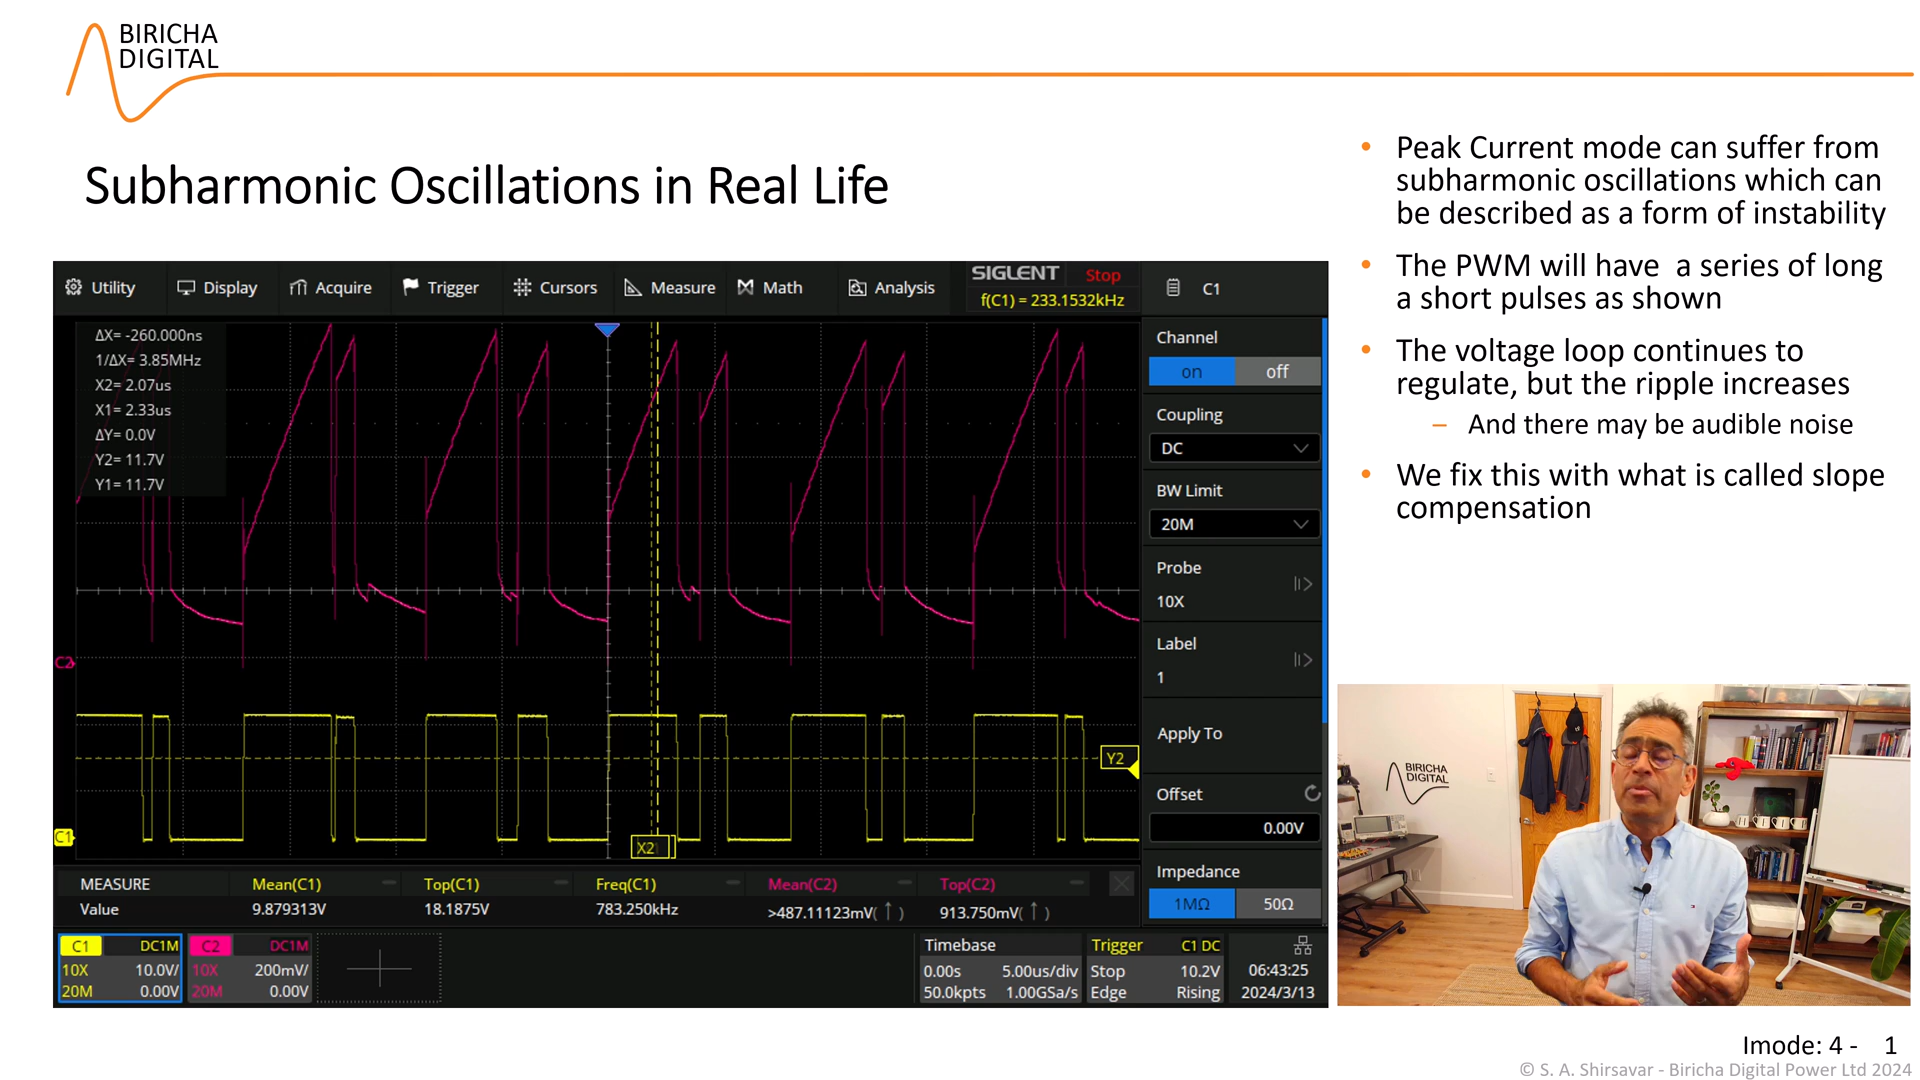 BIRICHA
DIGITAL
Subharmonic Oscillations in Real Life
Utility
Display
Acquire
Trigger
Cursors
Measure
Math
Analysis
SIGLENT
Stop
f(C1) = 233.1532kHz
C1
ΔX= -260.000ns
1/ΔX= 3.85MHz
X2= 2.07us
X1= 2.33us
ΔY= 0.0V
Y2= 11.7V
Y1= 11.7V
C2
C1
Y2
X2
Channel
on off
Coupling
DC
BW Limit
20M
Probe
10X
Label
1
Apply To
Offset
0.00V
Impedance
1MΩ 50Ω
MEASURE Mean(C1) Top(C1) Freq(C1) Mean(C2) Top(C2)
Value 9.879313V 18.1875V 783.250kHz >487.11123mV( ↑ ) 913.750mV( ↑ )
C1 DC1M
10X 10.0V/
20M 0.00V
C2 DC1M
10X 200mV/
20M 0.00V
Timebase
0.00s 5.00us/div
50.0kpts 1.00GSa/s
Trigger C1 DC
Stop 10.2V
Edge Rising
06:43:25
2024/3/13
• Peak Current mode can suffer from
subharmonic oscillations which can
be described as a form of instability
• The PWM will have a series of long
a short pulses as shown
• The voltage loop continues to
regulate, but the ripple increases
– And there may be audible noise
• We fix this with what is called slope
compensation
BIRICHA
DIGITAL
Imode: 4 - 1
© S. A. Shirsavar - Biricha Digital Power Ltd 2024